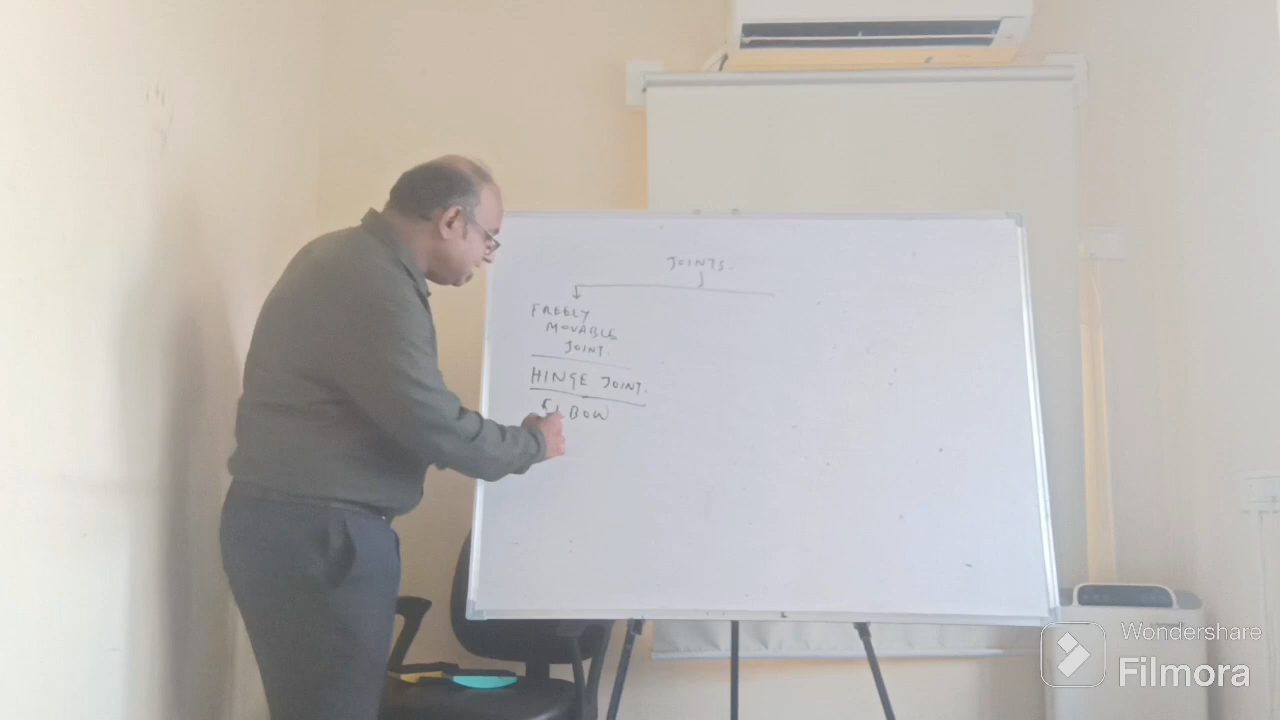 JOINTS.
FREELY
MOVABLE
JOINT.
HINGE JOINT.
ELBOW
Wondershare
Filmora